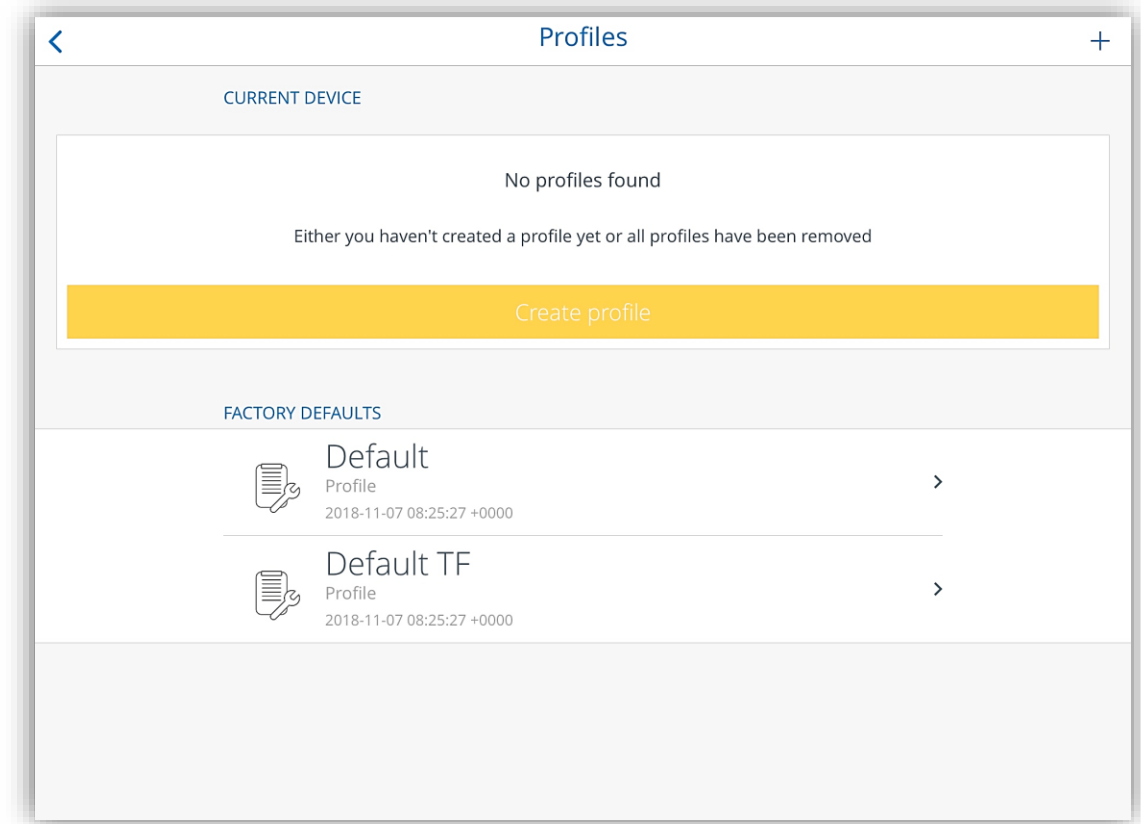 Profiles
CURRENT DEVICE
No profiles found
Either you haven't created a profile yet or all profiles have been removed
Create profile
FACTORY DEFAULTS
Default
Profile
2018-11-07 08:25:27 +0000
Default TF
Profile
2018-11-07 08:25:27 +0000